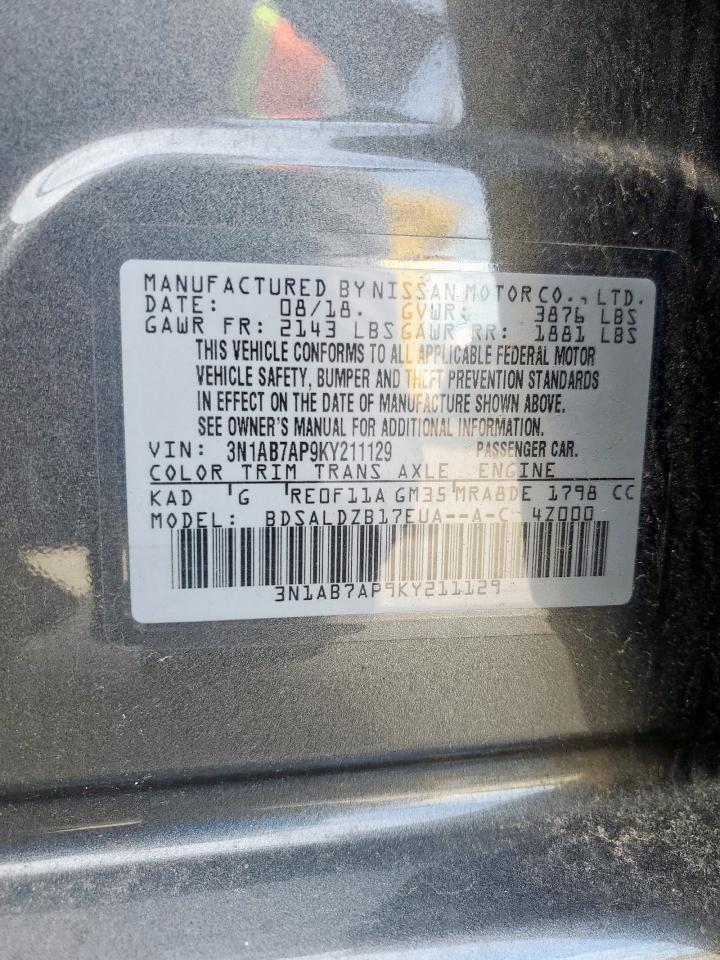 MANUFACTURED BY NISSAN MOTOR CO., LTD.
DATE: 08/18. GVWR: 3876 LBS
GAWR FR: 2143 LBS GAWR RR: 1881 LBS
THIS VEHICLE CONFORMS TO ALL APPLICABLE FEDERAL MOTOR
VEHICLE SAFETY, BUMPER AND THEFT PREVENTION STANDARDS
IN EFFECT ON THE DATE OF MANUFACTURE SHOWN ABOVE.
SEE OWNER'S MANUAL FOR ADDITIONAL INFORMATION.
VIN: 3N1AB7AP9KY211129 PASSENGER CAR.
COLOR TRIM TRANS AXLE ENGINE
KAD G RE0F11A GM35 MRA8DE 1798 CC
MODEL: BDSALDZB17EUA--A-C 4Z000
3N1AB7AP9KY211129